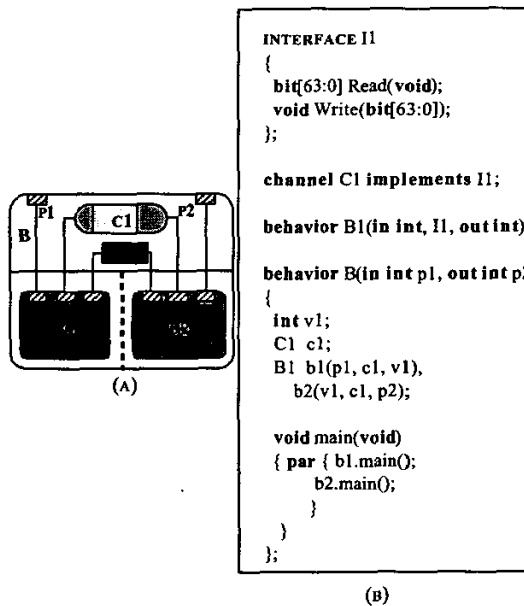 P1
P2
B
C1
(A)
INTERFACE I1
{
bit[63:0] Read(void);
void Write(bit[63:0]);
};
channel C1 implements I1;
behavior B1(in int, I1, out int)
behavior B(in int p1, out int p2
{
int v1;
C1 c1;
B1 b1(p1, c1, v1),
b2(v1, c1, p2);
void main(void)
{ par { b1.main();
b2.main();
}
}
};
(B)